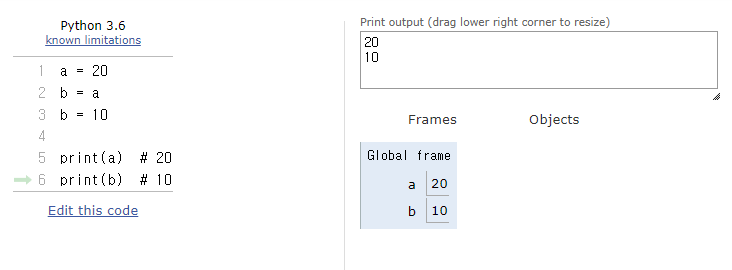 Python 3.6
known limitations
1 a = 20
2 b = a
3 b = 10
4
5 print(a) # 20
6 print(b) # 10
Edit this code
Print output (drag lower right corner to resize)
20
10
Frames Objects
Global frame
a 20
b 10